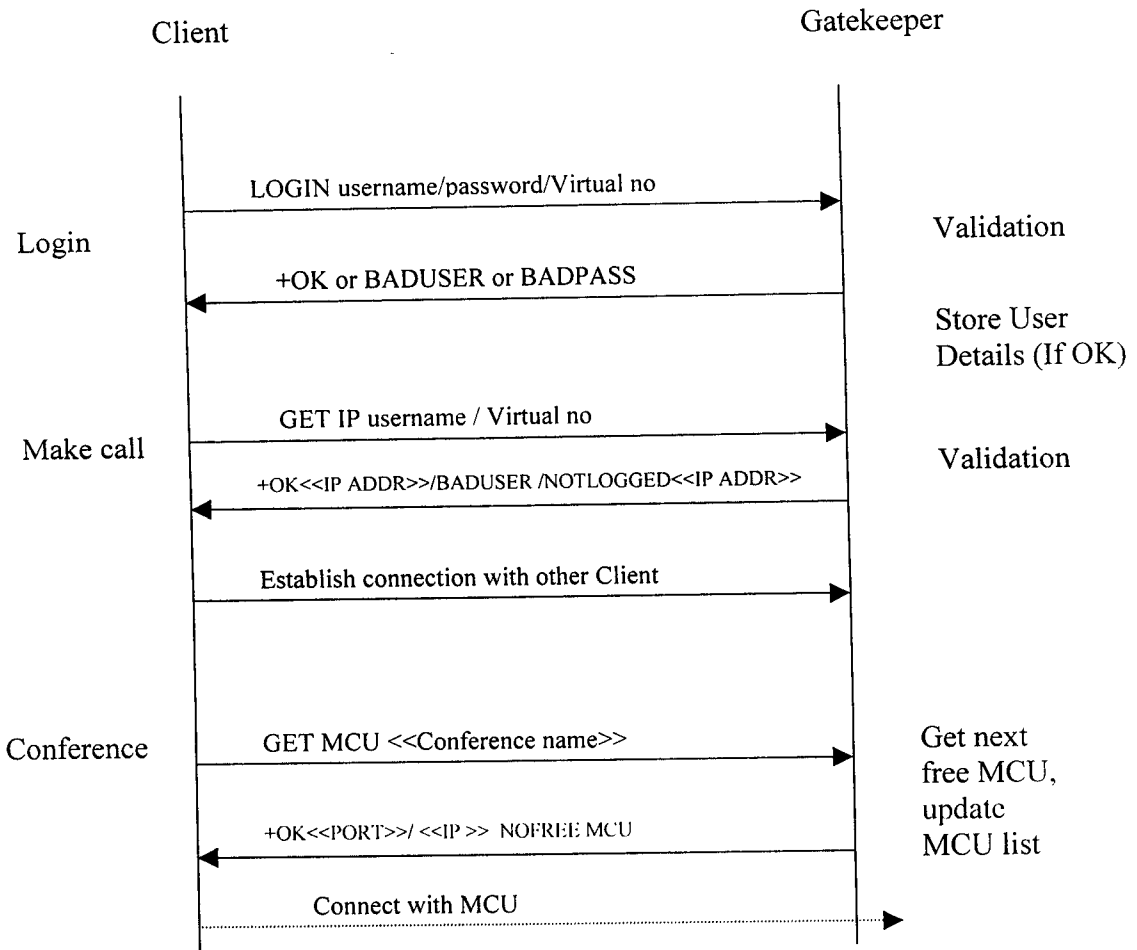 Client
Gatekeeper
LOGIN username/password/Virtual no
Login
Validation
+OK or BADUSER or BADPASS
Store User
Details (If OK)
GET IP username / Virtual no
Make call
Validation
+OK<<IP ADDR>>/BADUSER /NOTLOGGED<<IP ADDR>>
Establish connection with other Client
Conference
GET MCU <<Conference name>>
Get next
free MCU,
update
MCU list
+OK<<PORT>>/ <<IP >> NOFREE MCU
Connect with MCU